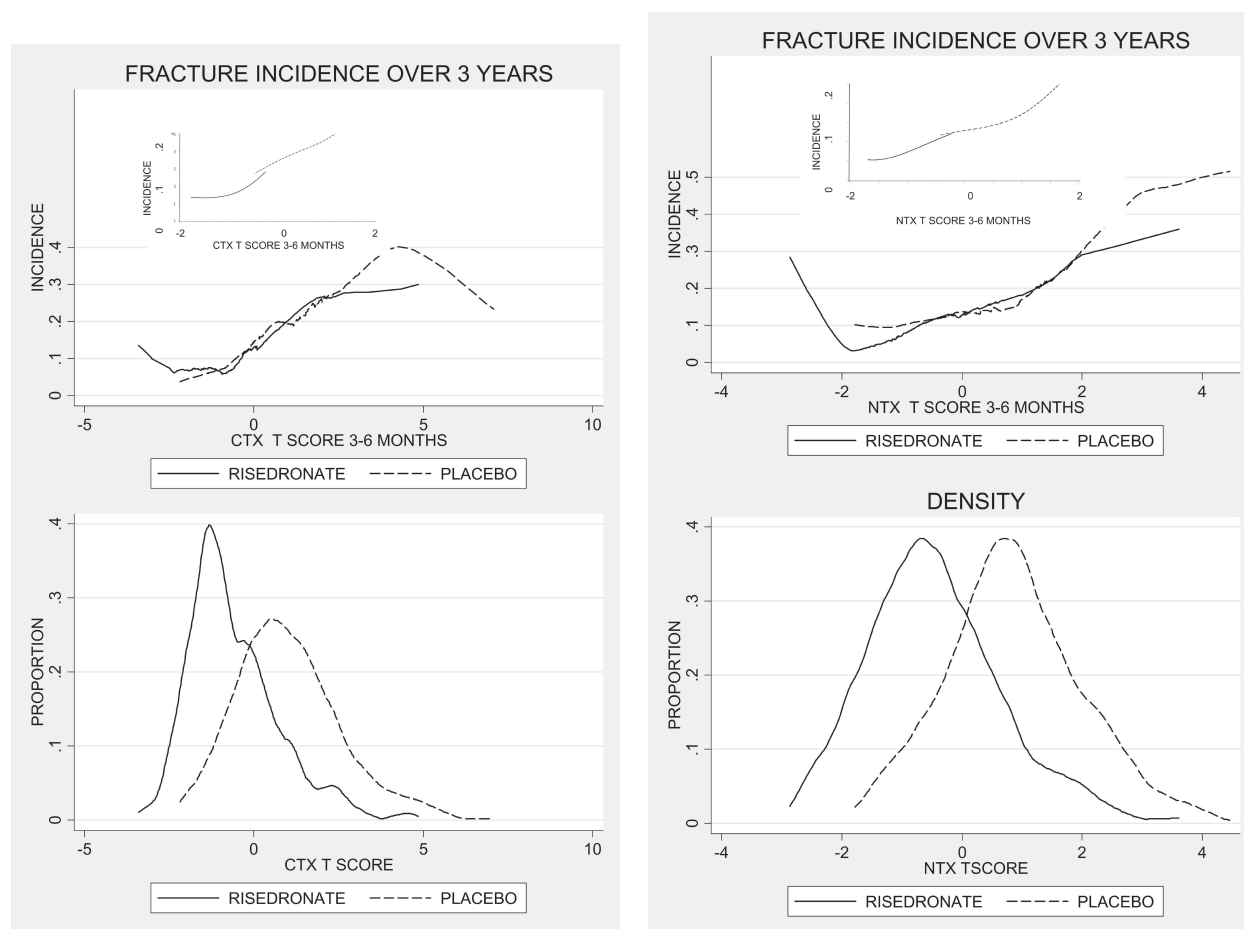 FRACTURE INCIDENCE OVER 3 YEARS
INCIDENCE
0 .1 .2
-2 0 2
CTX T SCORE 3-6 MONTHS
INCIDENCE
0 .1 .2 .3 .4
-5 0 5 10
CTX T SCORE 3-6 MONTHS
RISEDRONATE PLACEBO
PROPORTION
0 .1 .2 .3 .4
-5 0 5 10
CTX T SCORE
RISEDRONATE PLACEBO
FRACTURE INCIDENCE OVER 3 YEARS
INCIDENCE
0 .1 .2
-2 0 2
NTX T SCORE 3-6 MONTHS
INCIDENCE
0 .1 .2 .3 .4 .5
-4 -2 0 2 4
NTX T SCORE 3-6 MONTHS
RISEDRONATE PLACEBO
DENSITY
PROPORTION
0 .1 .2 .3 .4
-4 -2 0 2 4
NTX TSCORE
RISEDRONATE PLACEBO